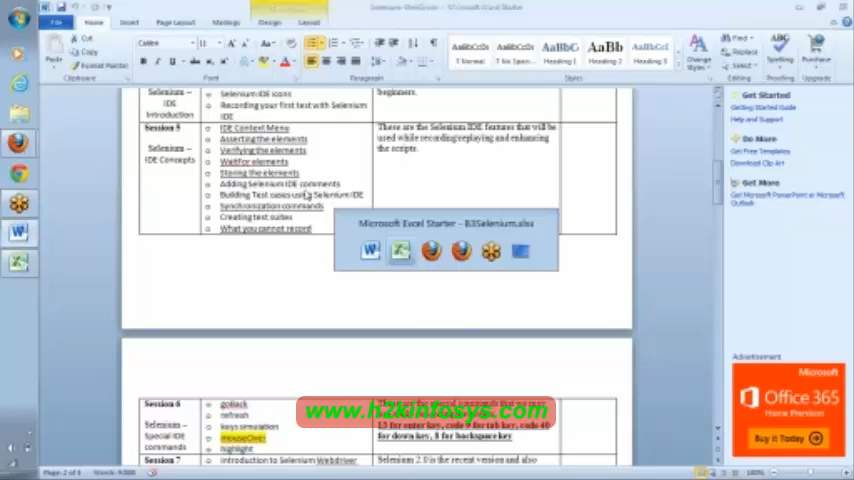 Selenium-WebDriver - Microsoft Word Starter
File
Home
Insert
Page Layout
Mailings
Design
Layout
Paste
Cut
Copy
Format Painter
Clipboard
Calibri
11
Font
Paragraph
AaBbCcDc
AaBbCcDc
AaBbC
AaBb
AaBbCcI
¶ Normal
¶ No Spaci...
Heading 1
Heading 2
Heading 3
Styles
Change
Styles
Find
Replace
Select
Editing
Spelling
Proofing
Purchase
Upgrade
Selenium –
IDE
Introduction
Selenium IDE icons
Recording your first test with Selenium
IDE
beginners.
Session 5
Selenium –
IDE Concepts
IDE Context Menu
Asserting the elements
Verifying the elements
WaitFor elements
Storing the elements
Adding Selenium IDE comments
Building Test cases using Selenium IDE
Synchronization commands
Creating test suites
What you cannot record
There are the Selenium IDE features that will be
used while recording replaying and enhancing
the scripts.
Microsoft Excel Starter - B3Selenium.xlsx
Session 6
Selenium –
Special IDE
commands
goBack
refresh
keys simulation
mouseOver
highlight
13 for enter key, code 9 for tab key, code 40
for down key, 8 for backspace key
www.h2kinfosys.com
Session 7
Introduction to Selenium Webdriver
Selenium 2.0 is the recent version and also
Get Started
Getting Started Guide
Help and Support
Do More
Get Free Templates
Download Clip Art
Get More
Get Microsoft PowerPoint or Microsoft
Outlook
Advertisement
Microsoft
Office 365
Home Premium
Buy it Today
Page: 2 of 6
100%